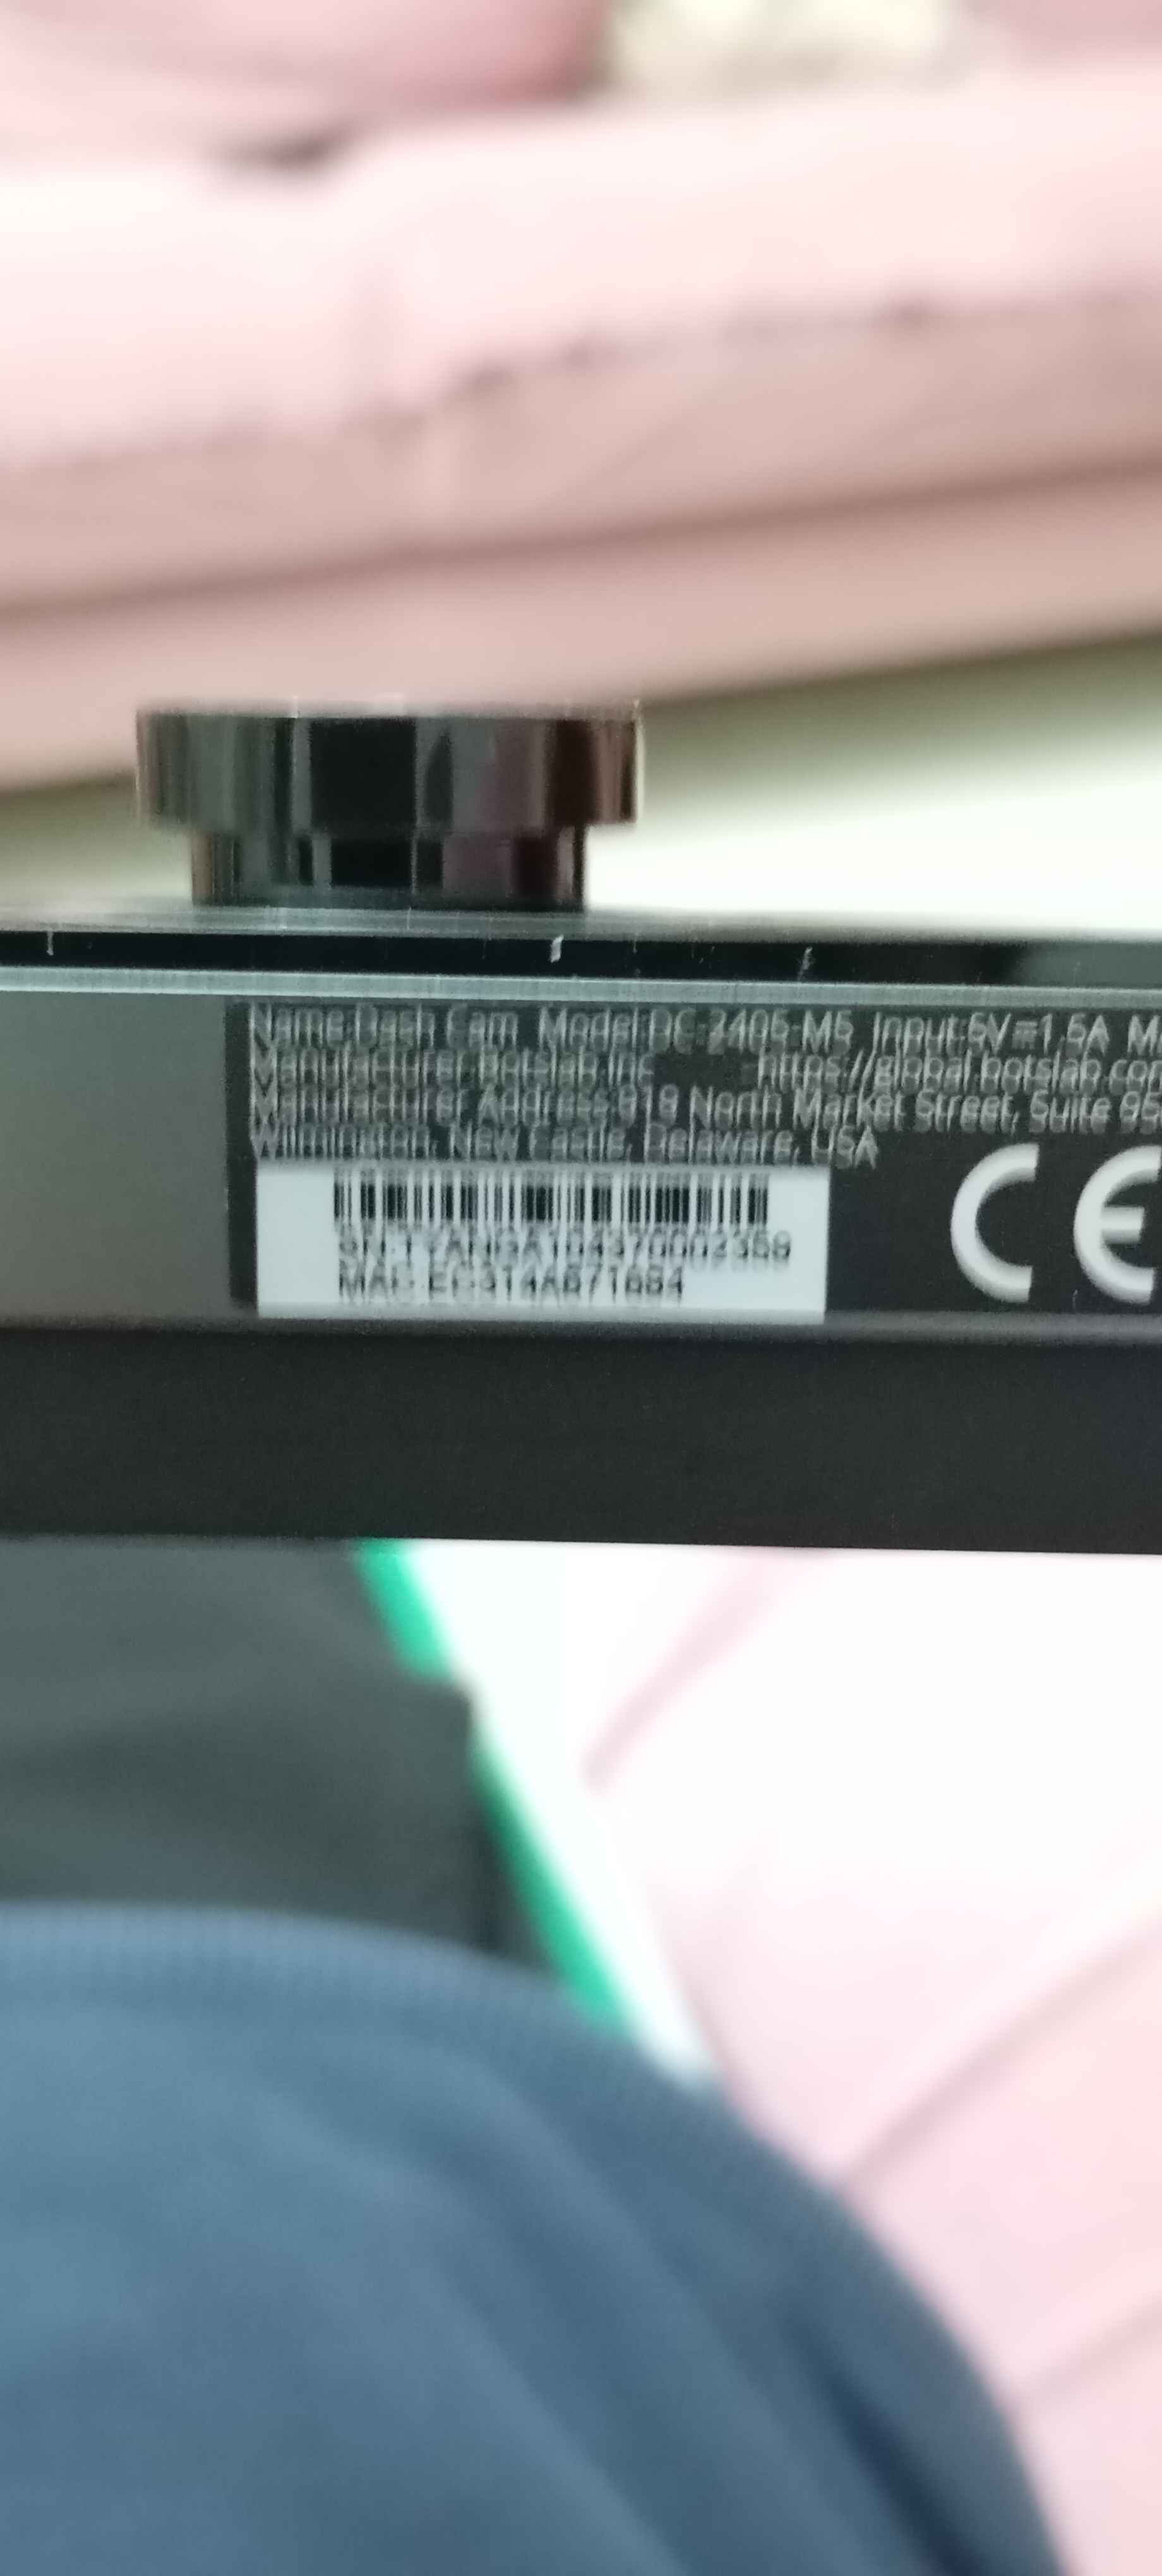 Name:Dash Cam Model:DC-2405-M5 Input:5V=1.5A
Manufacturer:botslab.inc https://global.botslab.com
Manufacturer Address:919 North Market Street, Suite 95
Wilmington, New Castle, Delaware, USA
CE